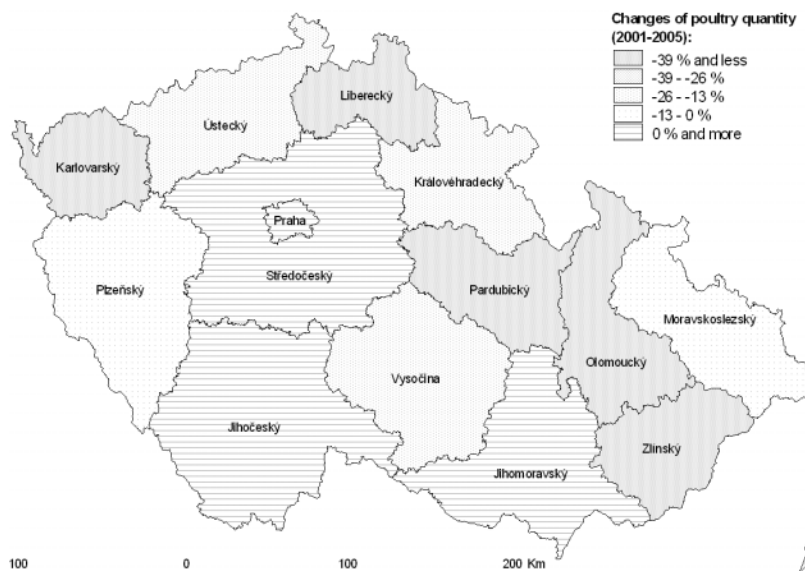 Changes of poultry quantity
(2001-2005):
-39 % and less
-39 - -26 %
-26 - -13 %
-13 - 0 %
0 % and more
Liberecký
Ústecký
Karlovarský
Královéhradecký
Praha
Středočeský
Plzeňský
Pardubický
Moravskoslezský
Olomoucký
Vysočina
Jihočeský
Zlínský
Jihomoravský
100 0 100 200 Km